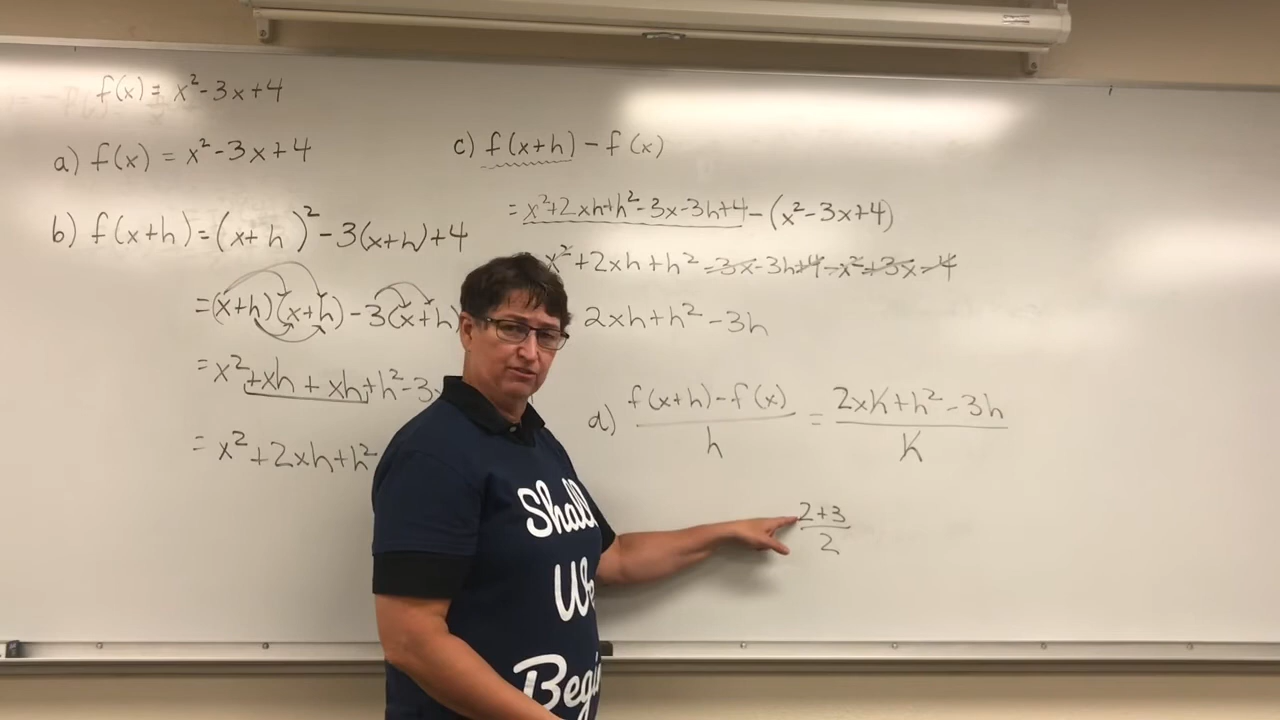 f(x) = x²-3x+4
a) f(x) = x²-3x+4
b) f(x+h)=(x+h)²-3(x+h)+4
=(x+h)(x+h)-3(x+h)
=x²+xh+xh+h²-3x
=x²+2xh+h²
c) f(x+h)-f(x)
=x²+2xh+h²-3x-3h+4-(x²-3x+4)
x²+2xh+h²-3x-3h+4-x²+3x-4
2xh+h²-3h
d) f(x+h)-f(x)/h = 2xh+h²-3h/h
2+3/2
Shall
We
Begin